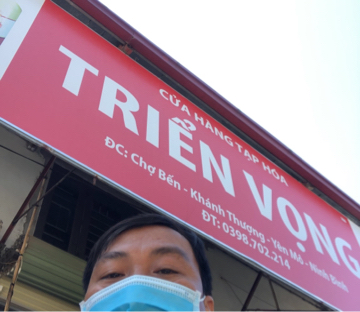 CỬA HÀNG TẠP HÓA
TRIỂN VỌNG
ĐC: Chợ Bến - Khánh Thượng - Yên Mô - Ninh Bình
ĐT: 0398.702.214